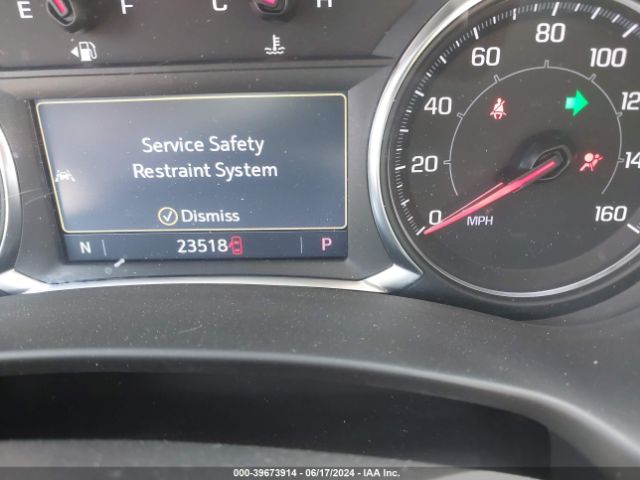 E F C H
60 80 100
40 12
20 14
0 MPH 160
Service Safety
Restraint System
Dismiss
N 23518 P
000-39673914 - 06/17/2024 - IAA Inc.